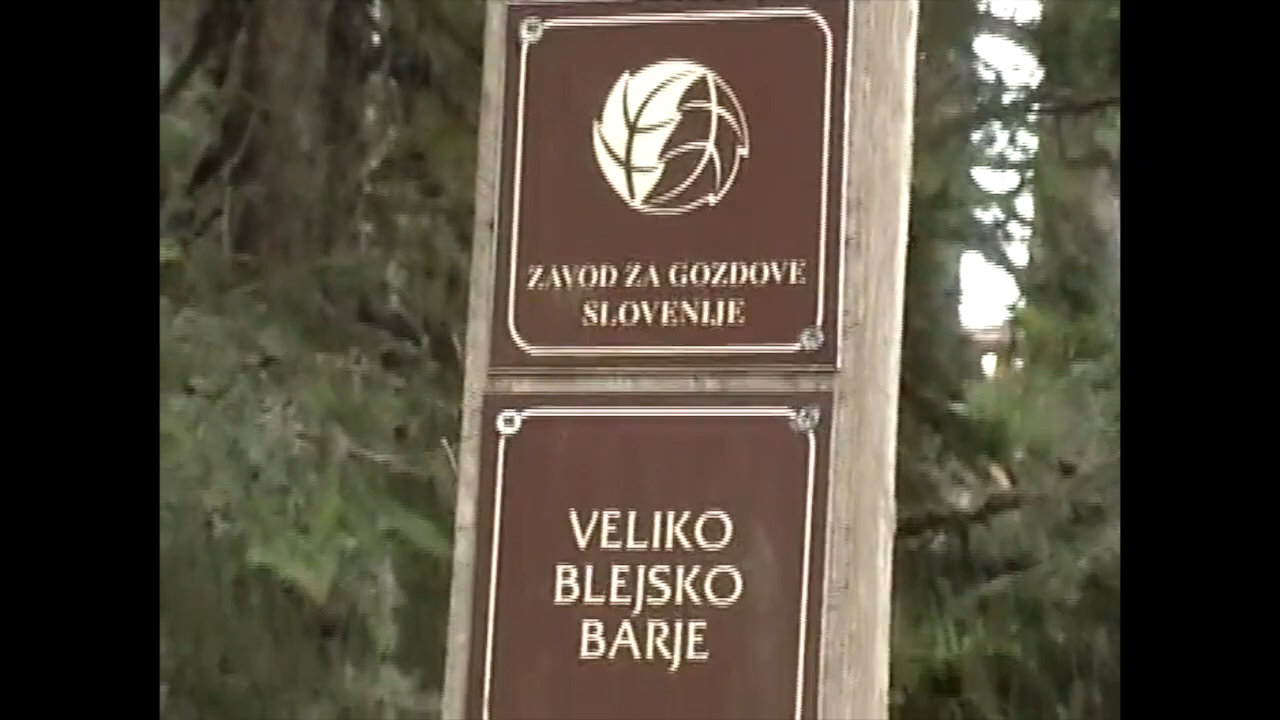 ZAVOD ZA GOZDOVE
SLOVENIJE
VELIKO
BLEJSKO
BARJE